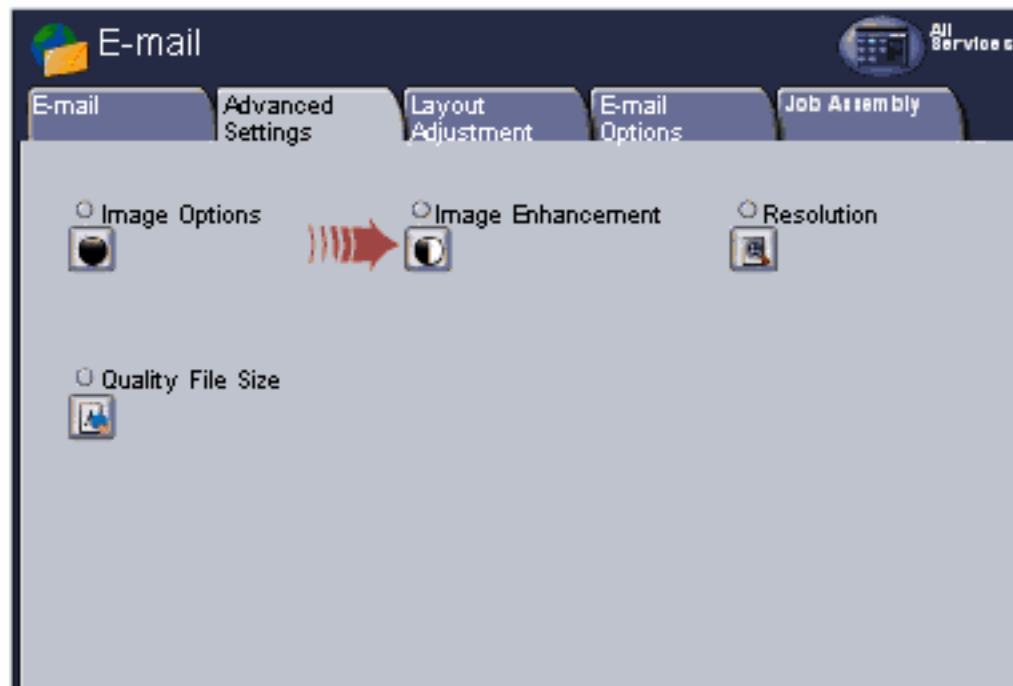 E-mail
All
Services
E-mail
Advanced
Settings
Layout
Adjustment
E-mail
Options
Job Assembly
Image Options
Image Enhancement
Resolution
Quality File Size